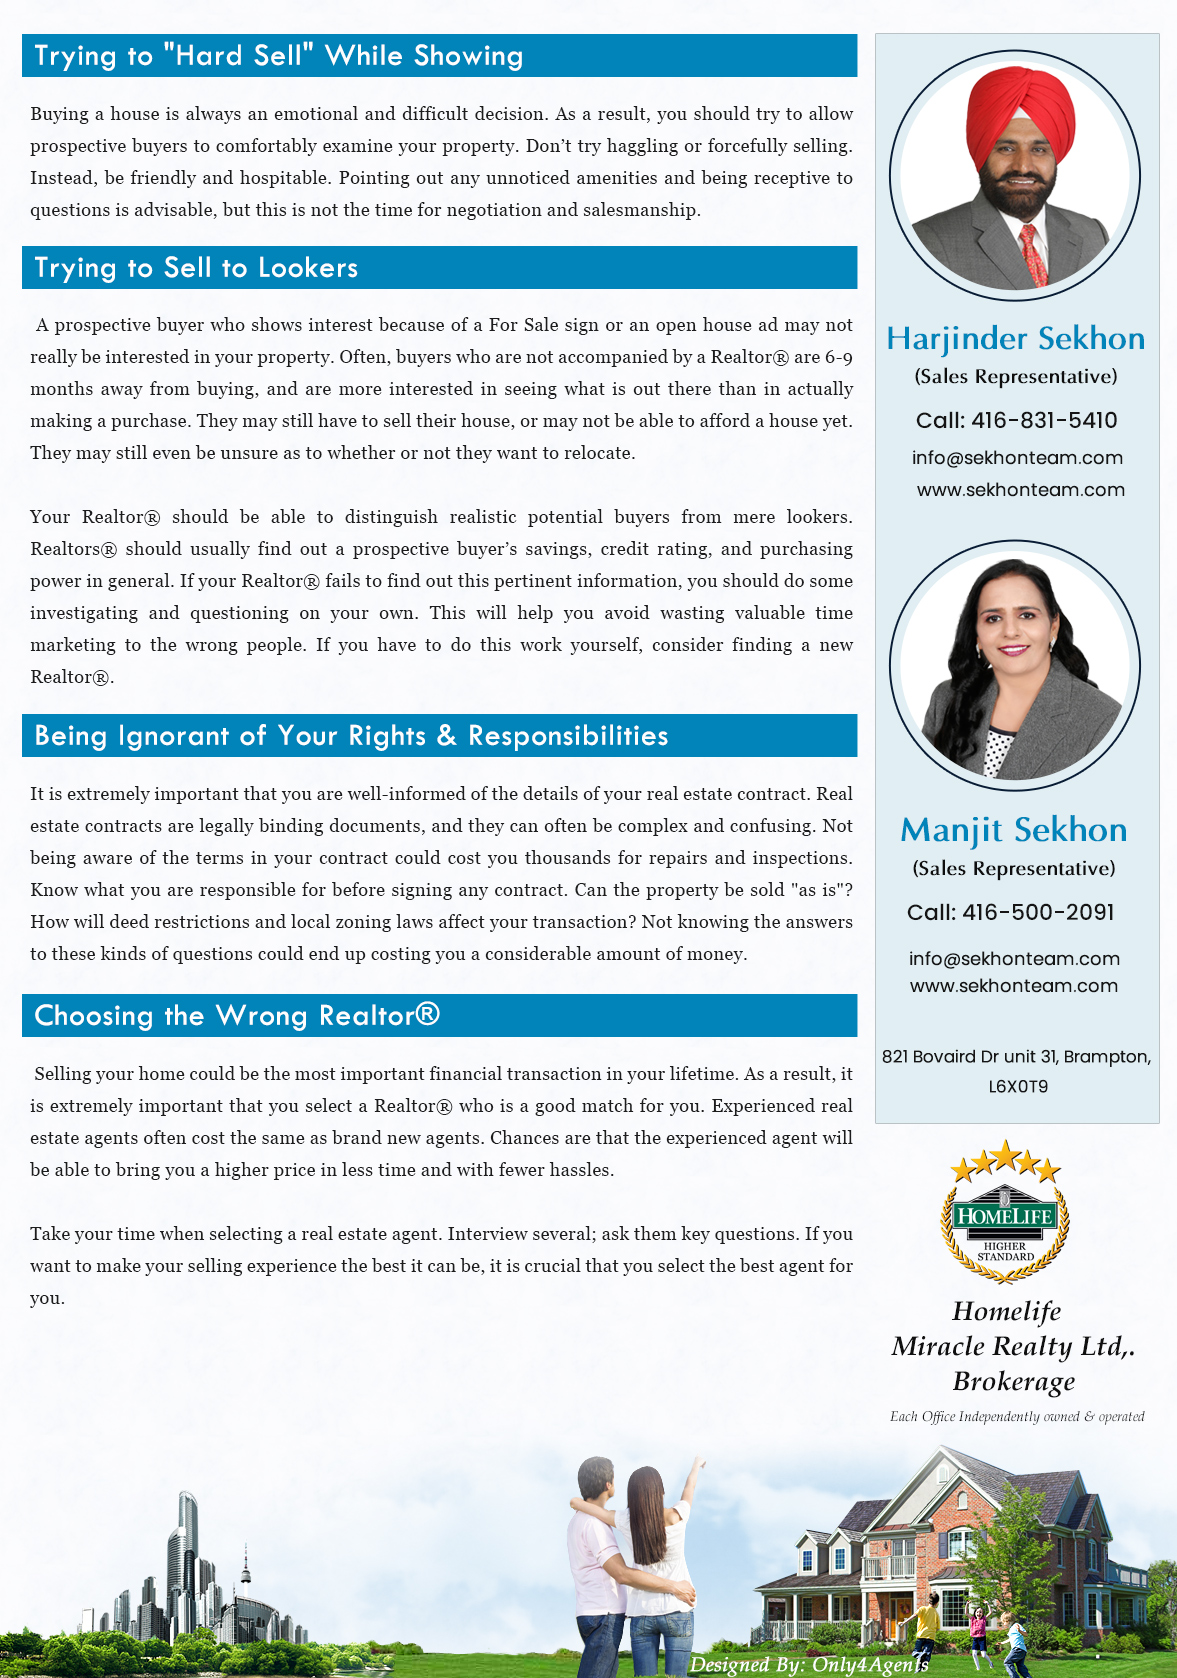 Trying to "Hard Sell" While Showing
Buying a house is always an emotional and difficult decision. As a result, you should try to allow
prospective buyers to comfortably examine your property. Don’t try haggling or forcefully selling.
Instead, be friendly and hospitable. Pointing out any unnoticed amenities and being receptive to
questions is advisable, but this is not the time for negotiation and salesmanship.
Trying to Sell to Lookers
A prospective buyer who shows interest because of a For Sale sign or an open house ad may not
really be interested in your property. Often, buyers who are not accompanied by a Realtor® are 6-9
months away from buying, and are more interested in seeing what is out there than in actually
making a purchase. They may still have to sell their house, or may not be able to afford a house yet.
They may still even be unsure as to whether or not they want to relocate.
Your Realtor® should be able to distinguish realistic potential buyers from mere lookers.
Realtors® should usually find out a prospective buyer’s savings, credit rating, and purchasing
power in general. If your Realtor® fails to find out this pertinent information, you should do some
investigating and questioning on your own. This will help you avoid wasting valuable time
marketing to the wrong people. If you have to do this work yourself, consider finding a new
Realtor®.
Being Ignorant of Your Rights & Responsibilities
It is extremely important that you are well-informed of the details of your real estate contract. Real
estate contracts are legally binding documents, and they can often be complex and confusing. Not
being aware of the terms in your contract could cost you thousands for repairs and inspections.
Know what you are responsible for before signing any contract. Can the property be sold "as is"?
How will deed restrictions and local zoning laws affect your transaction? Not knowing the answers
to these kinds of questions could end up costing you a considerable amount of money.
Choosing the Wrong Realtor®
Selling your home could be the most important financial transaction in your lifetime. As a result, it
is extremely important that you select a Realtor® who is a good match for you. Experienced real
estate agents often cost the same as brand new agents. Chances are that the experienced agent will
be able to bring you a higher price in less time and with fewer hassles.
Take your time when selecting a real estate agent. Interview several; ask them key questions. If you
want to make your selling experience the best it can be, it is crucial that you select the best agent for
you.
Harjinder Sekhon
(Sales Representative)
Call: 416-831-5410
info@sekhonteam.com
www.sekhonteam.com
Manjit Sekhon
(Sales Representative)
Call: 416-500-2091
info@sekhonteam.com
www.sekhonteam.com
821 Bovaird Dr unit 31, Brampton,
L6X0T9
HOMELIFE
HIGHER
STANDARD
Homelife
Miracle Realty Ltd,.
Brokerage
Each Office Independently owned & operated
Designed By: Only4Agents